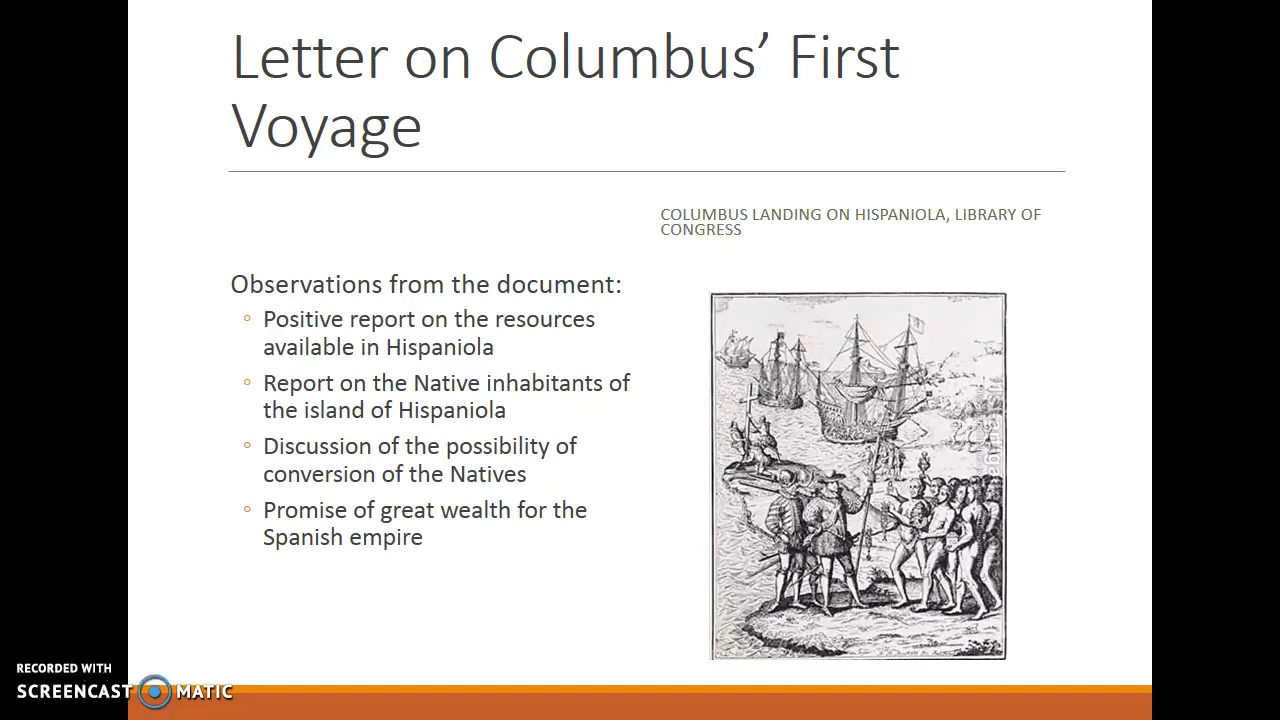 Letter on Columbus’ First
Voyage
COLUMBUS LANDING ON HISPANIOLA, LIBRARY OF
CONGRESS
Observations from the document:
◦ Positive report on the resources
available in Hispaniola
◦ Report on the Native inhabitants of
the island of Hispaniola
◦ Discussion of the possibility of
conversion of the Natives
◦ Promise of great wealth for the
Spanish empire
RECORDED WITH
SCREENCAST MATIC